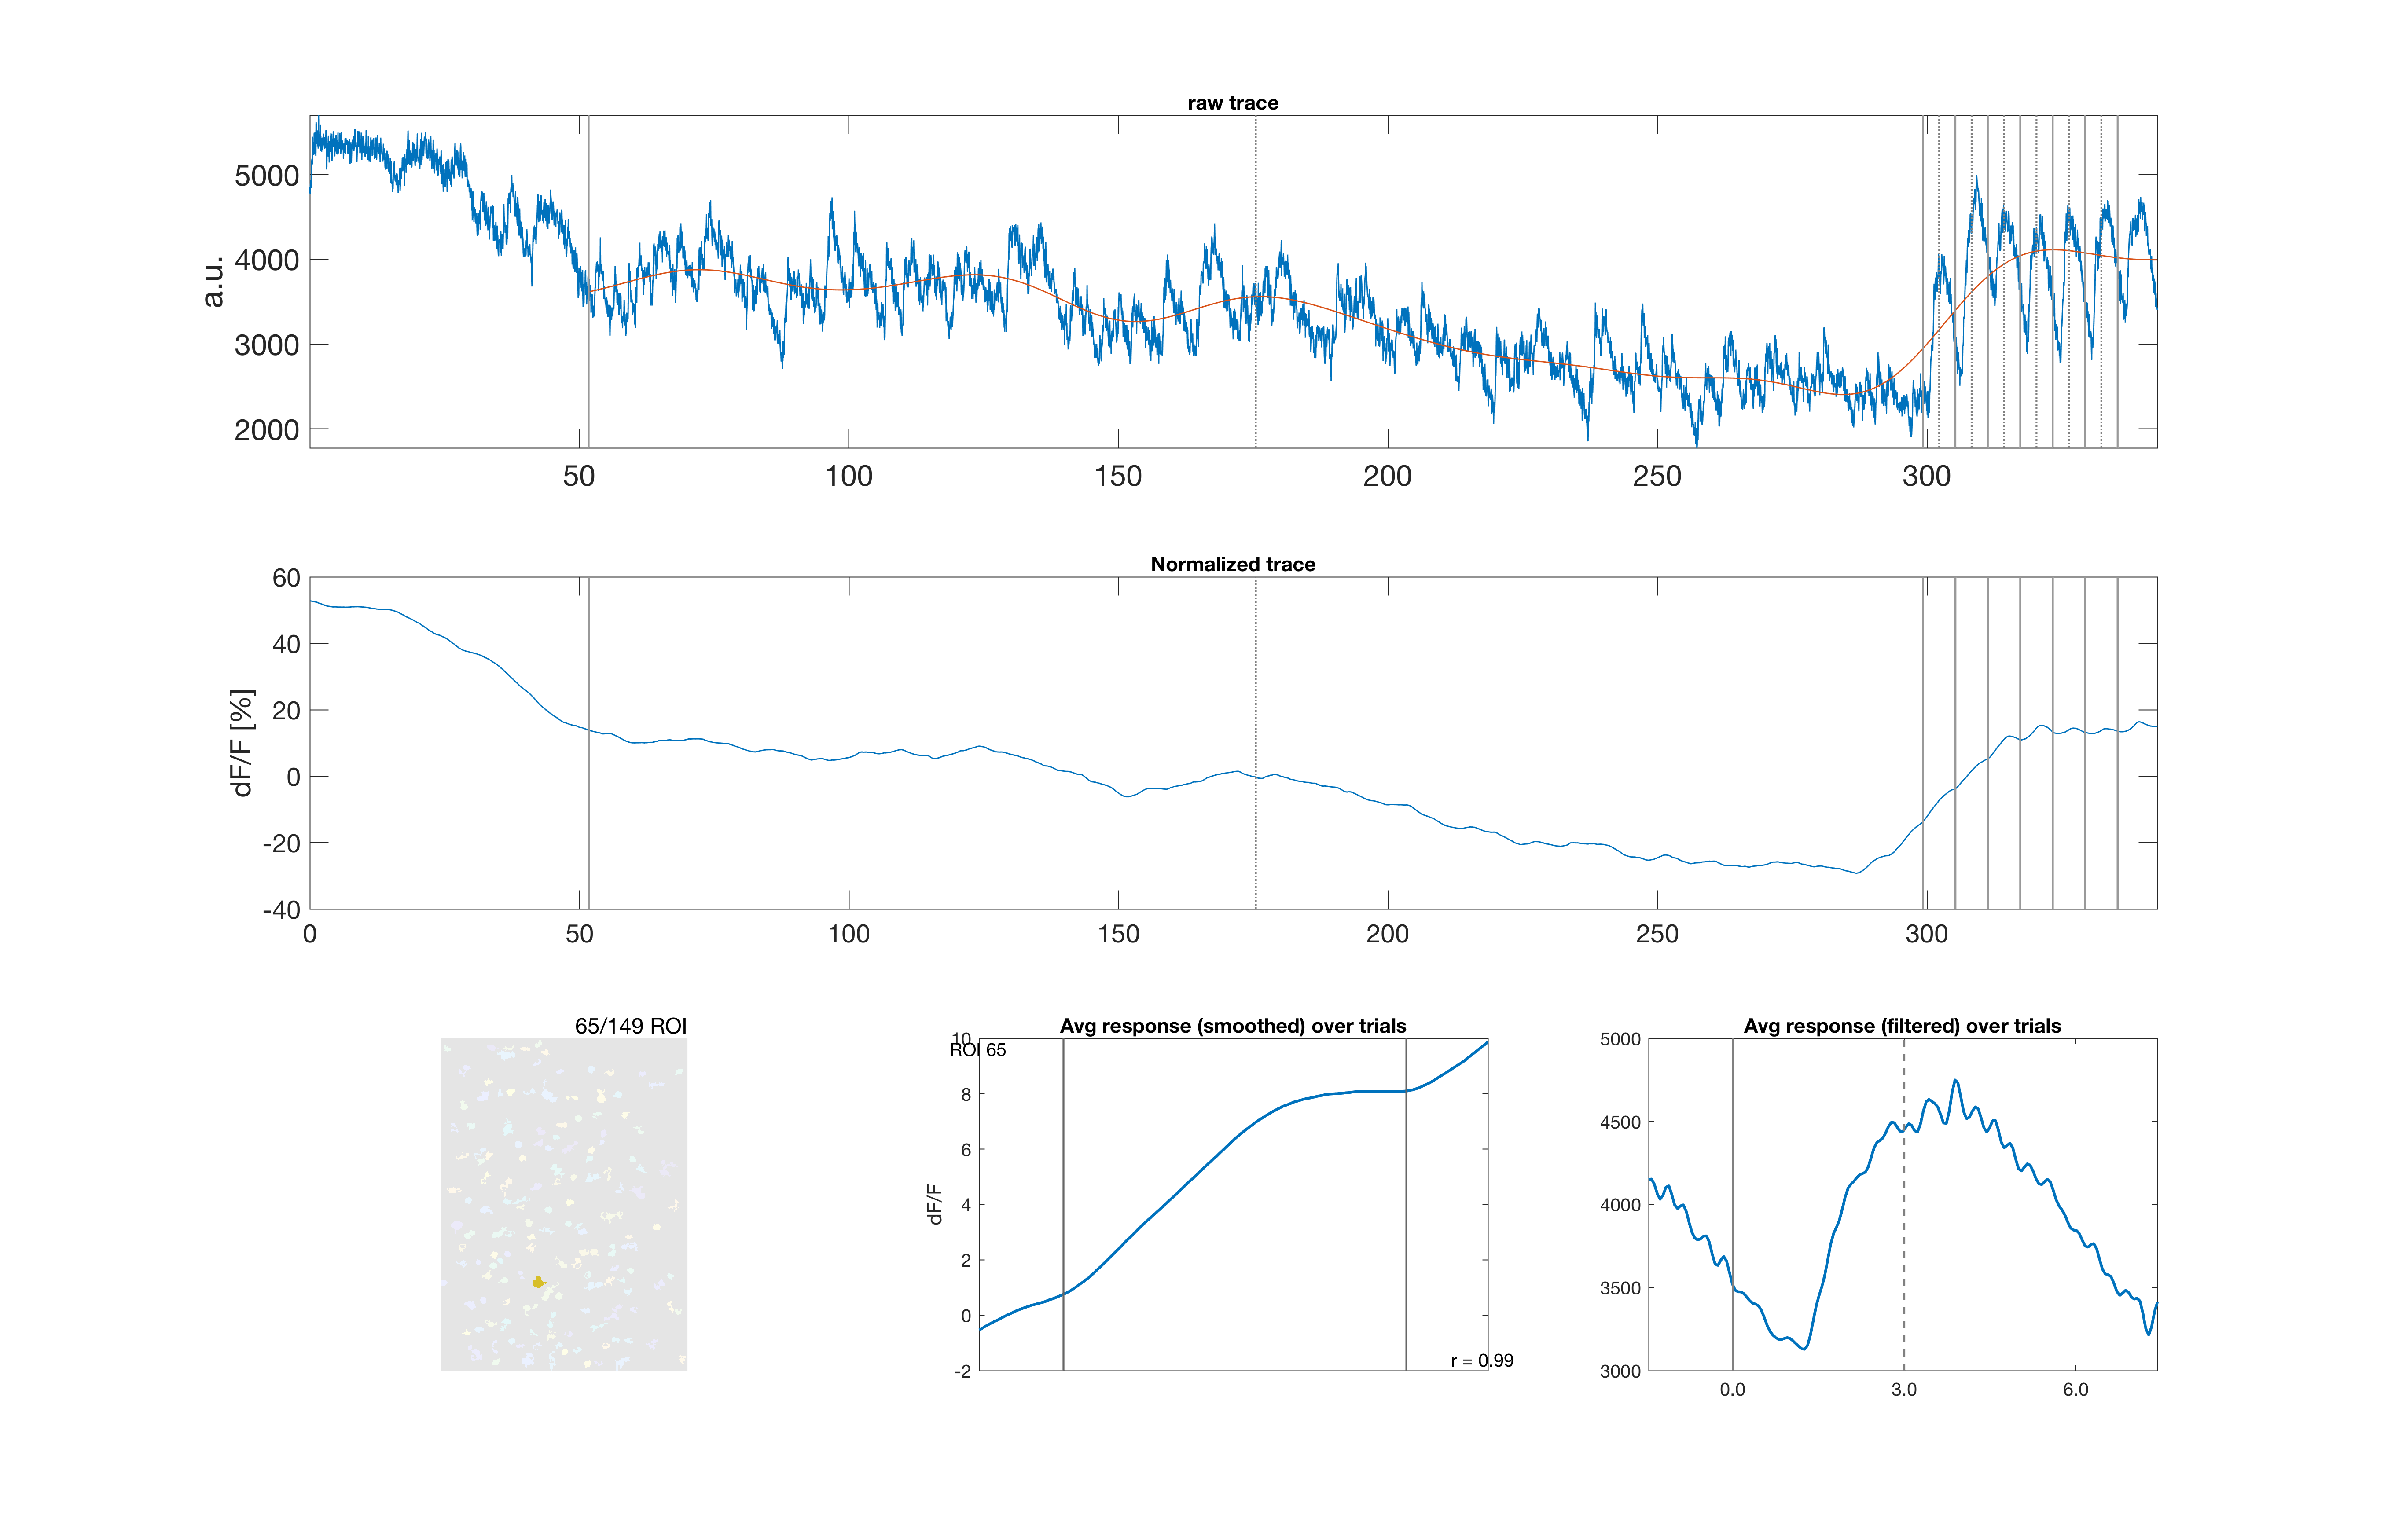 raw trace
a.u.
5000
4000
3000
2000
50 100 150 200 250 300
Normalized trace
dF/F [%]
60
40
20
0
-20
-40
0 50 100 150 200 250 300
65/149 ROI
Avg response (smoothed) over trials
ROI 65
dF/F
10
8
6
4
2
0
-2
r = 0.99
Avg response (filtered) over trials
5000
4500
4000
3500
3000
0.0 3.0 6.0